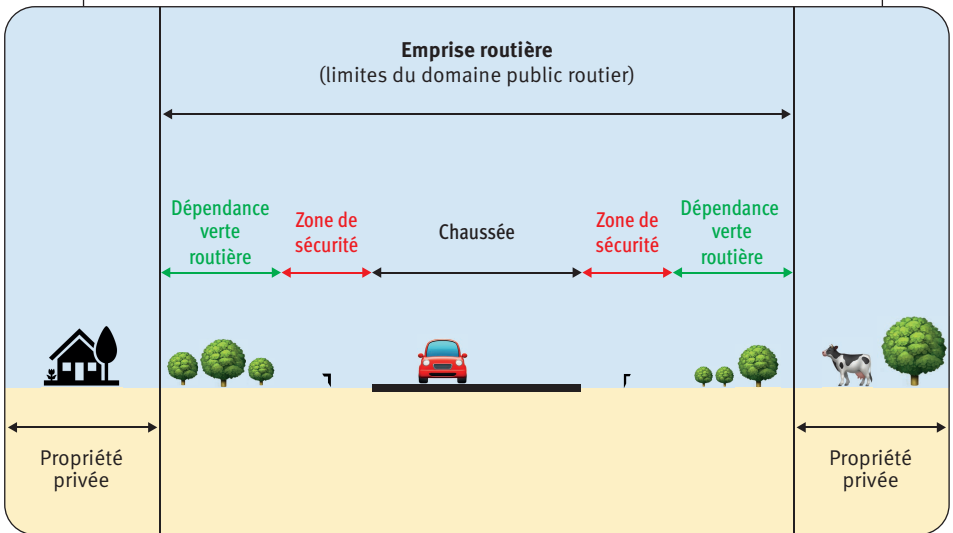 Emprise routière
(limites du domaine public routier)
Dépendance
verte
routière
Zone de
sécurité
Chaussée
Zone de
sécurité
Dépendance
verte
routière
Propriété
privée
Propriété
privée